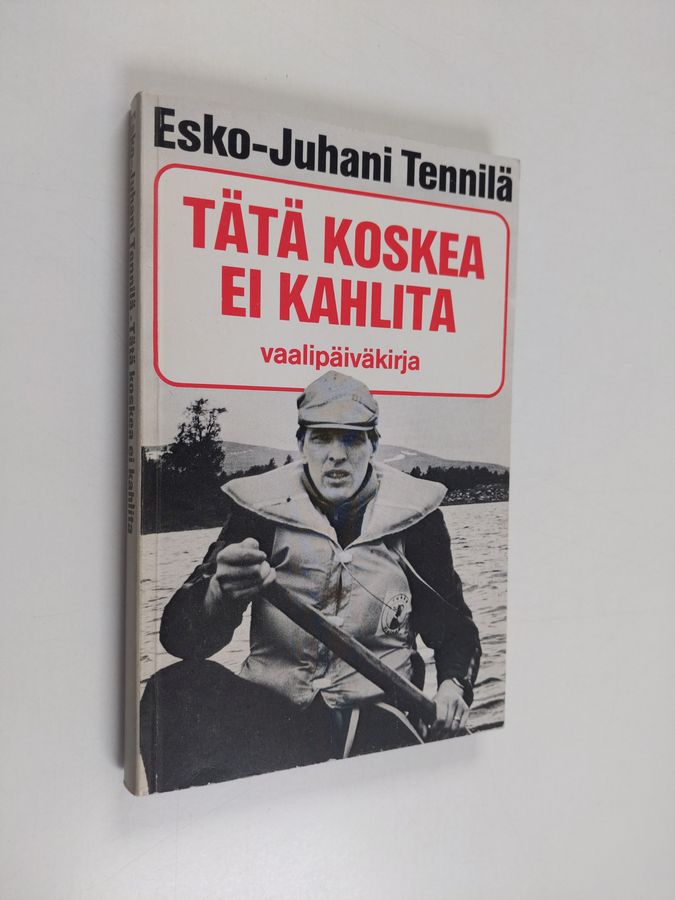 Esko-Juhani Tennilä
TÄTÄ KOSKEA
EI KAHLITA
vaalipäiväkirja
Esko-Juhani Tennilä - Tätä koskea ei kahlita